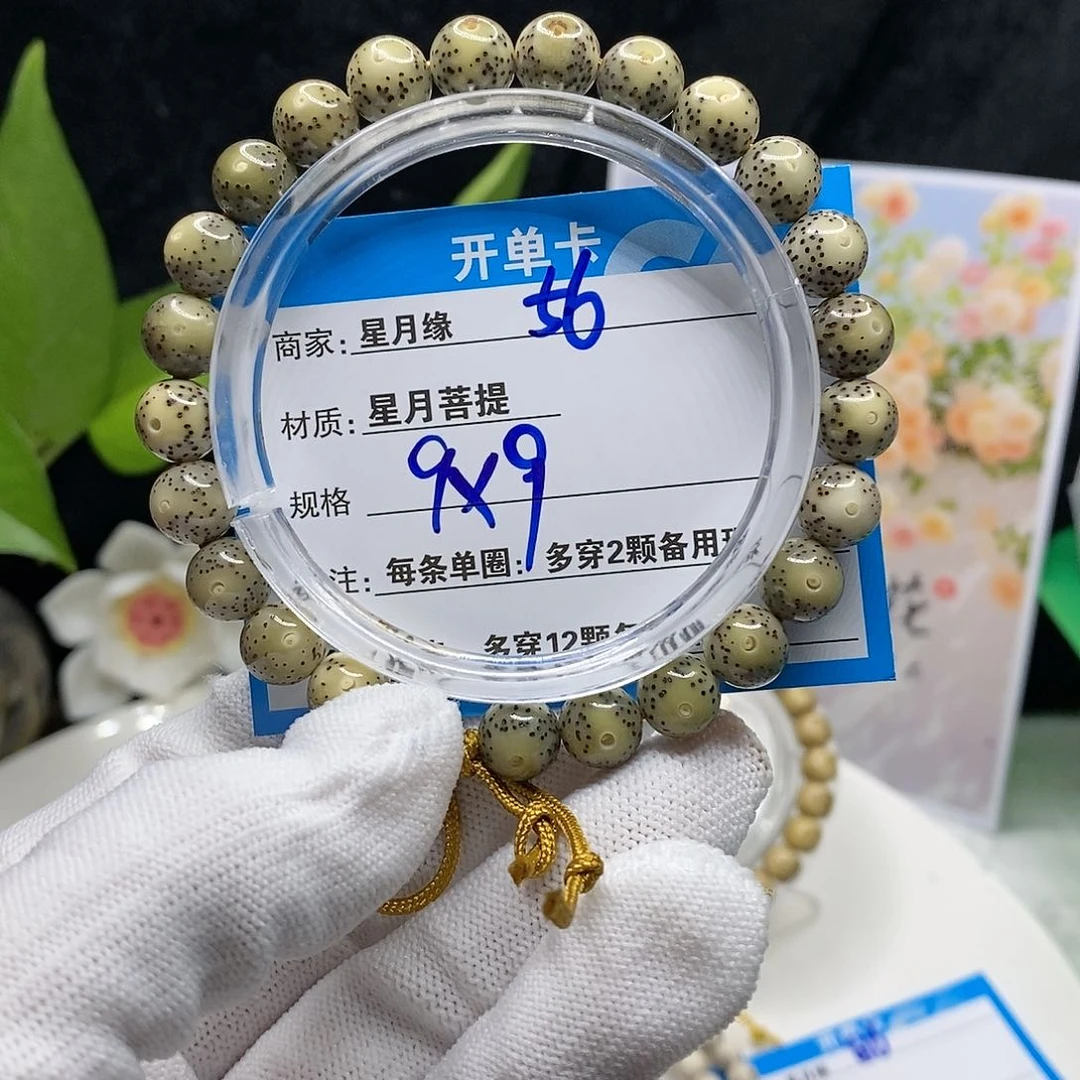 开单卡
商家: 星月缘 56
材质: 星月菩提
规格 9x9
注: 每条单圈: 多穿2颗备用
多穿12颗
花